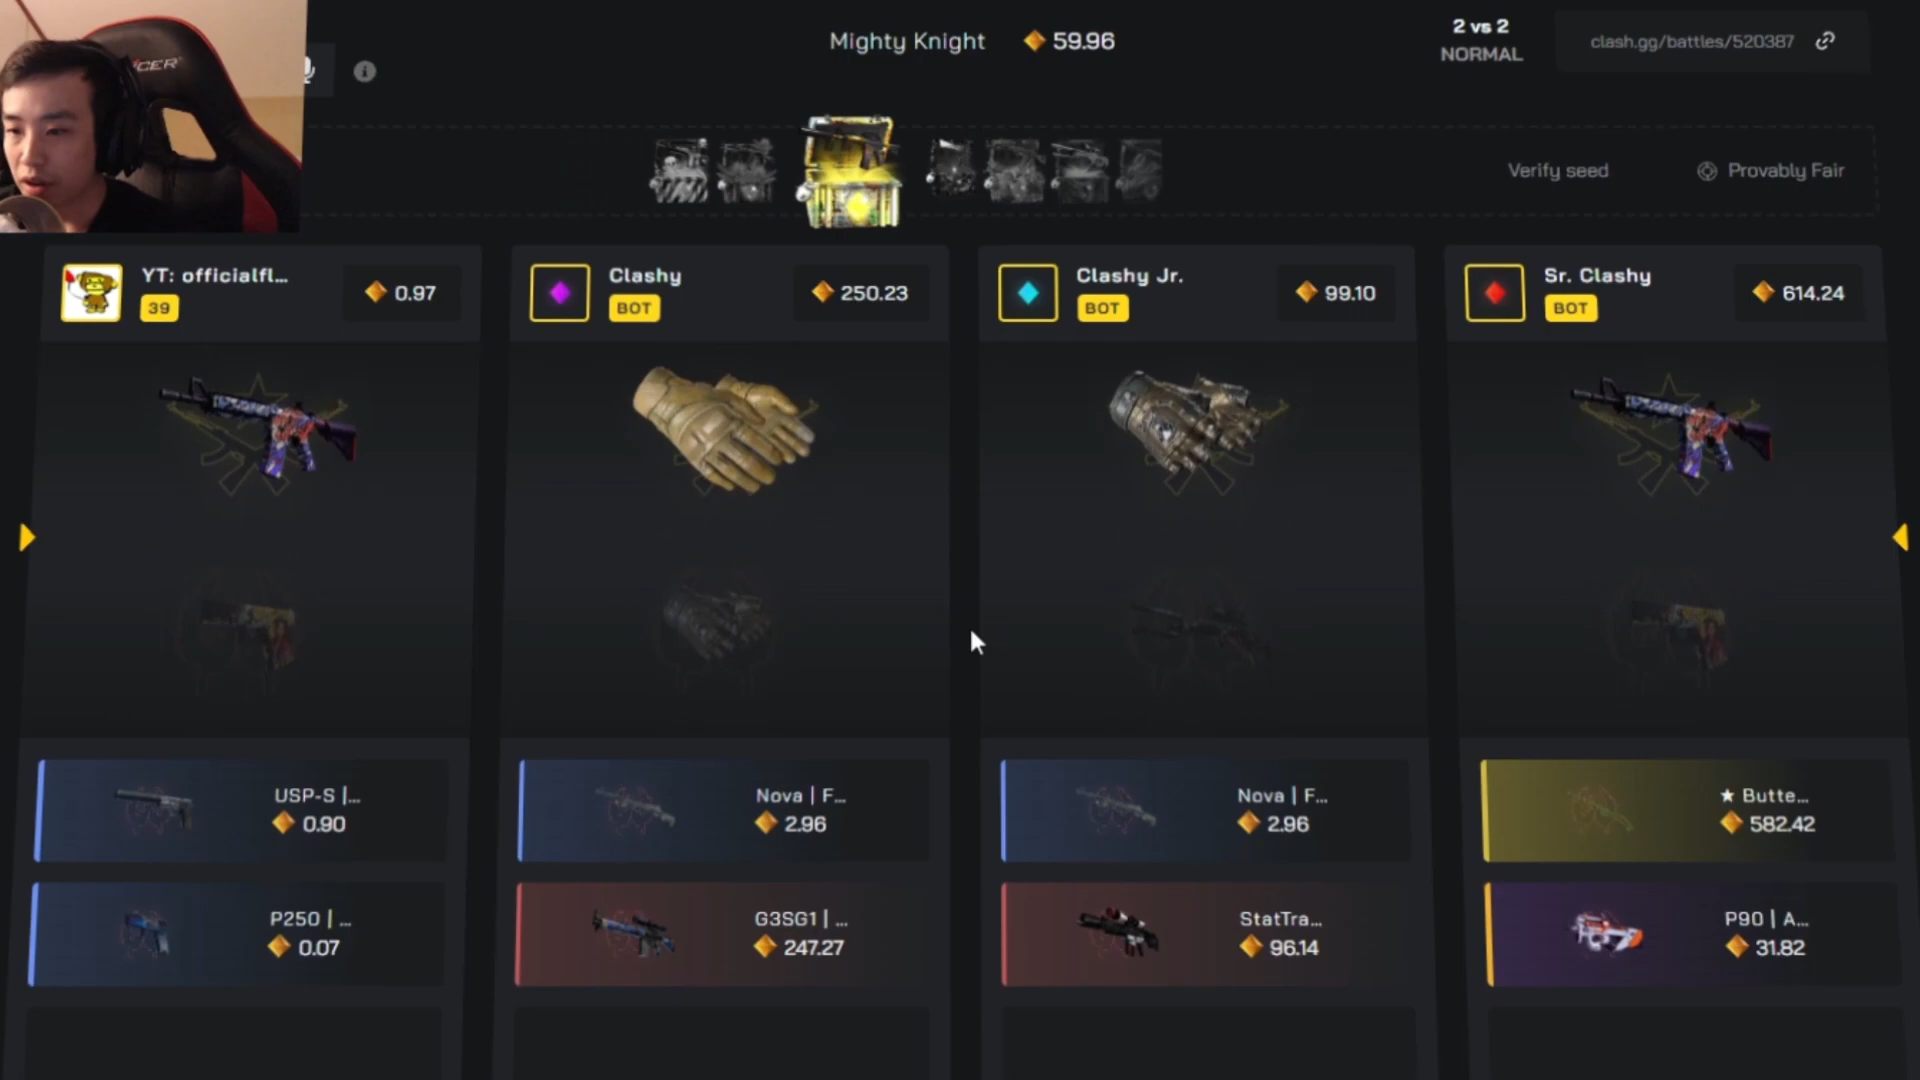 Mighty Knight 59.96
2 vs 2
NORMAL
clash.gg/battles/520387
Verify seed
Provably Fair
YT: officialfl...
39
0.97
Clashy
BOT
250.23
Clashy Jr.
BOT
99.10
Sr. Clashy
BOT
614.24
USP-S |...
0.90
Nova | F...
2.96
Nova | F...
2.96
★ Butte...
582.42
P250 | ...
0.07
G3SG1 | ...
247.27
StatTra...
96.14
P90 | A...
31.82